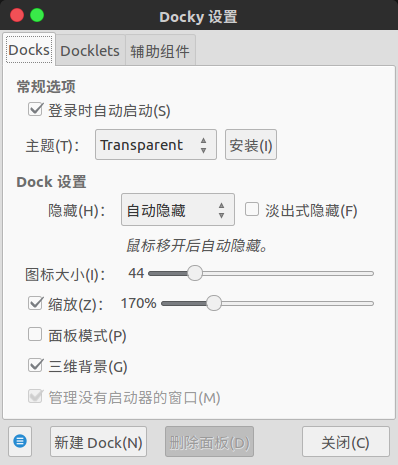 Docky 设置
Docks Docklets 辅助组件
常规选项
登录时自动启动(S)
主题(T): Transparent 安装(I)
Dock 设置
隐藏(H): 自动隐藏 淡出式隐藏(F)
鼠标移开后自动隐藏。
图标大小(I): 44
缩放(Z): 170%
面板模式(P)
三维背景(G)
管理没有启动器的窗口(M)
新建 Dock(N) 删除面板(D) 关闭(C)